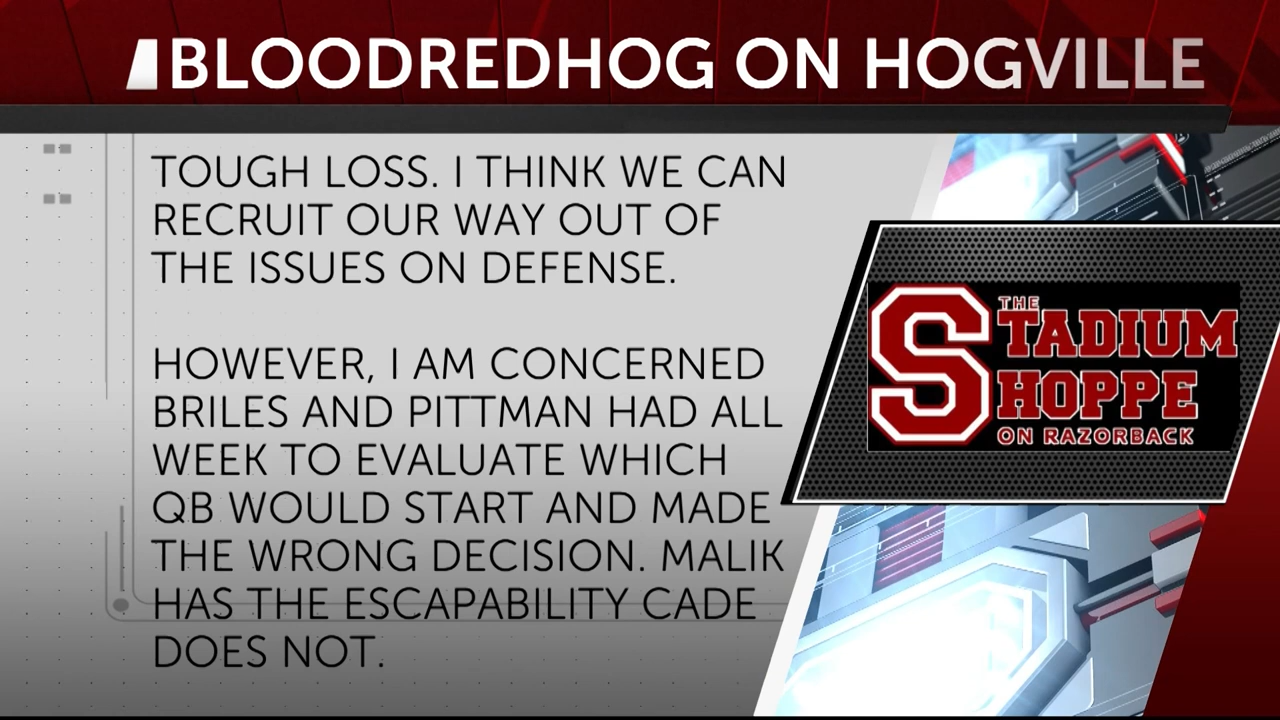 BLOODREDHOG ON HOGVILLE
TOUGH LOSS. I THINK WE CAN
RECRUIT OUR WAY OUT OF
THE ISSUES ON DEFENSE.
HOWEVER, I AM CONCERNED
BRILES AND PITTMAN HAD ALL
WEEK TO EVALUATE WHICH
QB WOULD START AND MADE
THE WRONG DECISION. MALIK
HAS THE ESCAPABILITY CADE
DOES NOT.
THE
STADIUM
SHOPPE
ON RAZORBACK